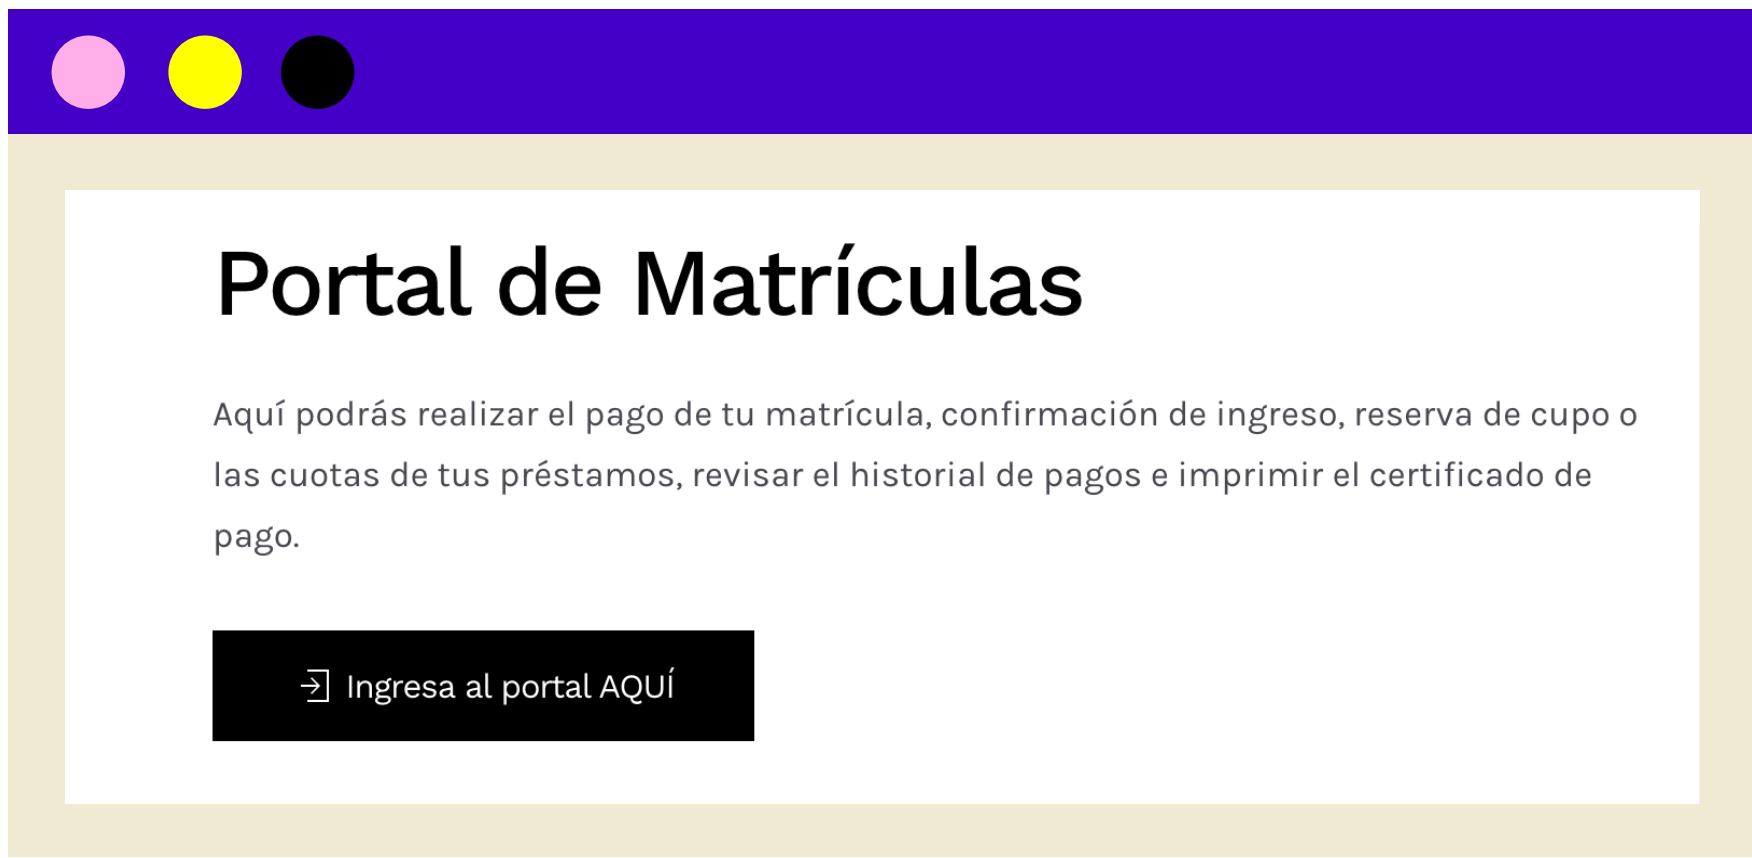 Portal de Matrículas
Aquí podrás realizar el pago de tu matrícula, confirmación de ingreso, reserva de cupo o
las cuotas de tus préstamos, revisar el historial de pagos e imprimir el certificado de
pago.
Ingresa al portal AQUÍ